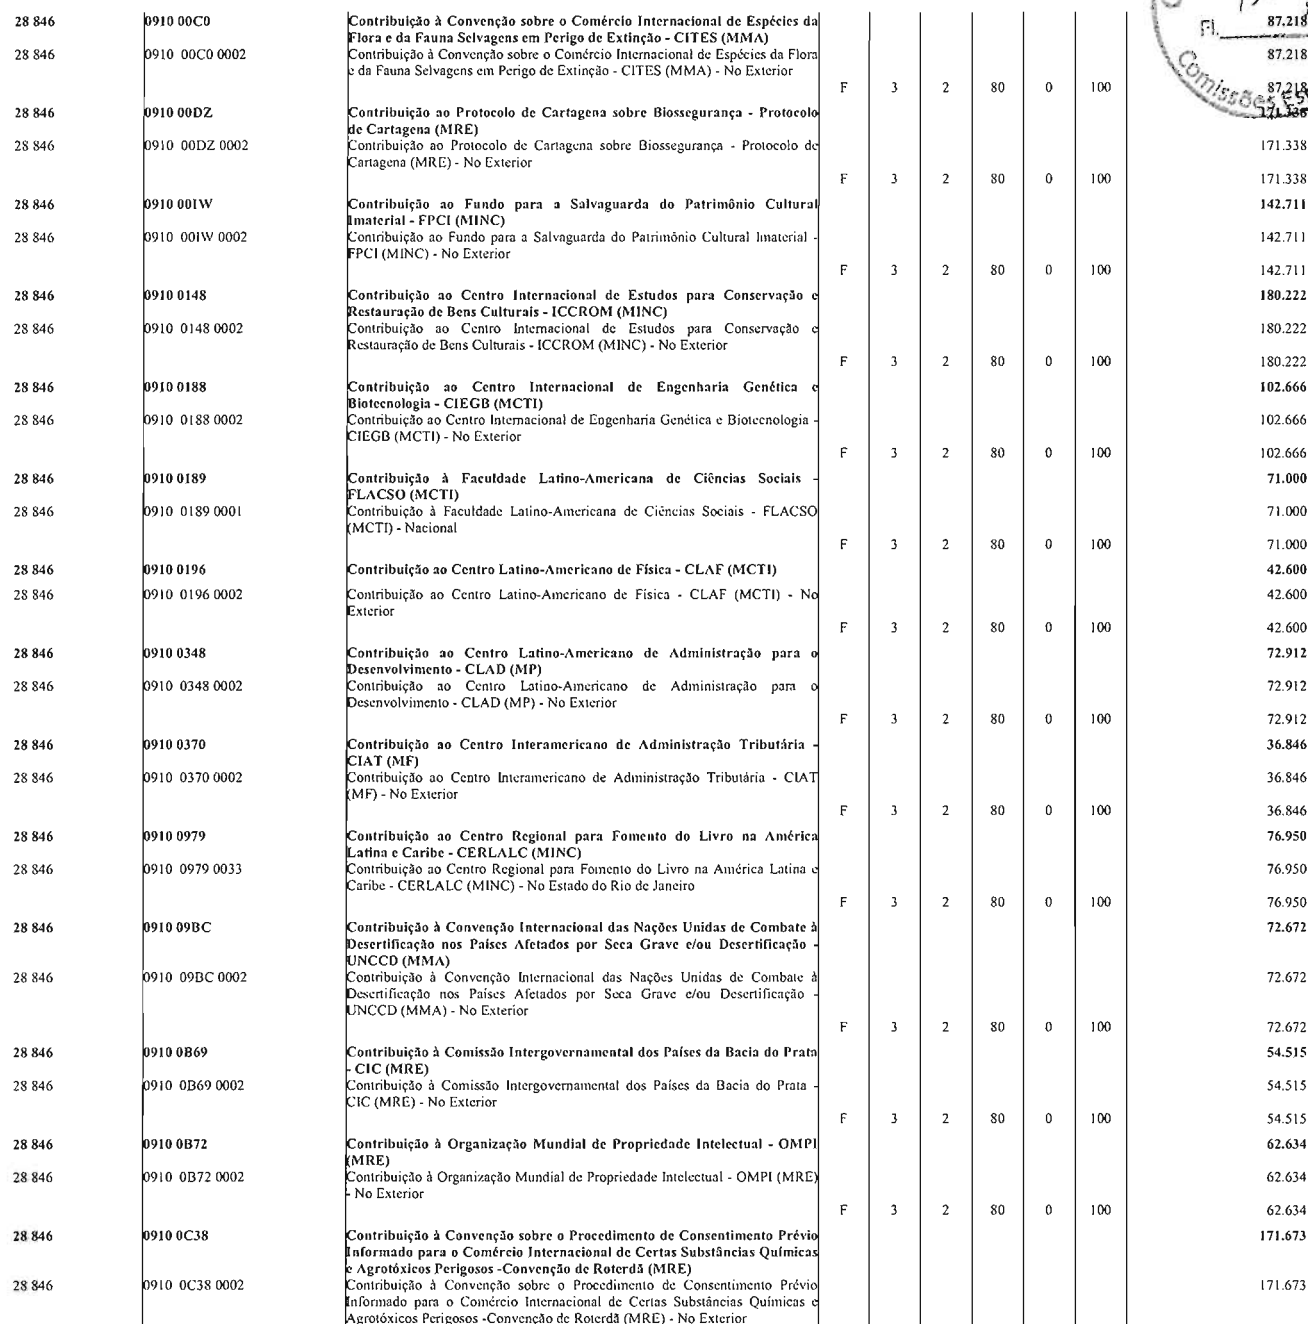 28 846 0910 00C0 Contribuição à Convenção sobre o Comércio Internacional de Espécies da 87.218
Flora e da Fauna Selvagens em Perigo de Extinção - CITES (MMA)
28 846 0910 00C0 0002 Contribuição à Convenção sobre o Comércio Internacional de Espécies da Flora 87.218
e da Fauna Selvagens em Perigo de Extinção - CITES (MMA) - No Exterior
F 3 2 80 0 100 87.218
28 846 0910 00DZ Contribuição ao Protocolo de Cartagena sobre Biossegurança - Protocolo 171.338
de Cartagena (MRE)
28 846 0910 00DZ 0002 Contribuição ao Protocolo de Cartagena sobre Biossegurança - Protocolo de 171.338
Cartagena (MRE) - No Exterior
F 3 2 80 0 100 171.338
28 846 0910 00IW Contribuição ao Fundo para a Salvaguarda do Patrimônio Cultural 142.711
Imaterial - FPCI (MINC)
28 846 0910 00IW 0002 Contribuição ao Fundo para a Salvaguarda do Patrimônio Cultural Imaterial - 142.711
FPCI (MINC) - No Exterior
F 3 2 80 0 100 142.711
28 846 0910 0148 Contribuição ao Centro Internacional de Estudos para Conservação e 180.222
Restauração de Bens Culturais - ICCROM (MINC)
28 846 0910 0148 0002 Contribuição ao Centro Internacional de Estudos para Conservação e 180.222
Restauração de Bens Culturais - ICCROM (MINC) - No Exterior
F 3 2 80 0 100 180.222
28 846 0910 0188 Contribuição ao Centro Internacional de Engenharia Genética e 102.666
Biotecnologia - CIEGB (MCTI)
28 846 0910 0188 0002 Contribuição ao Centro Internacional de Engenharia Genética e Biotecnologia - 102.666
CIEGB (MCTI) - No Exterior
F 3 2 80 0 100 102.666
28 846 0910 0189 Contribuição à Faculdade Latino-Americana de Ciências Sociais - 71.000
FLACSO (MCTI)
28 846 0910 0189 0001 Contribuição à Faculdade Latino-Americana de Ciências Sociais - FLACSO 71.000
(MCTI) - Nacional
F 3 2 80 0 100 71.000
28 846 0910 0196 Contribuição ao Centro Latino-Americano de Física - CLAF (MCTI) 42.600
28 846 0910 0196 0002 Contribuição ao Centro Latino-Americano de Física - CLAF (MCTI) - No 42.600
Exterior
F 3 2 80 0 100 42.600
28 846 0910 0348 Contribuição ao Centro Latino-Americano de Administração para o 72.912
Desenvolvimento - CLAD (MP)
28 846 0910 0348 0002 Contribuição ao Centro Latino-Americano de Administração para o 72.912
Desenvolvimento - CLAD (MP) - No Exterior
F 3 2 80 0 100 72.912
28 846 0910 0370 Contribuição ao Centro Interamericano de Administração Tributária - 36.846
CIAT (MF)
28 846 0910 0370 0002 Contribuição ao Centro Interamericano de Administração Tributária - CIAT 36.846
(MF) - No Exterior
F 3 2 80 0 100 36.846
28 846 0910 0979 Contribuição ao Centro Regional para Fomento do Livro na América 76.950
Latina e Caribe - CERLALC (MINC)
28 846 0910 0979 0033 Contribuição ao Centro Regional para Fomento do Livro na América Latina e 76.950
Caribe - CERLALC (MINC) - No Estado do Rio de Janeiro
F 3 2 80 0 100 76.950
28 846 0910 09BC Contribuição à Convenção Internacional das Nações Unidas de Combate à 72.672
Desertificação nos Países Afetados por Seca Grave e/ou Desertificação -
UNCCD (MMA)
28 846 0910 09BC 0002 Contribuição à Convenção Internacional das Nações Unidas de Combate à 72.672
Desertificação nos Países Afetados por Seca Grave e/ou Desertificação -
UNCCD (MMA) - No Exterior
F 3 2 80 0 100 72.672
28 846 0910 0B69 Contribuição à Comissão Intergovernamental dos Países da Bacia do Prata 54.515
- CIC (MRE)
28 846 0910 0B69 0002 Contribuição à Comissão Intergovernamental dos Países da Bacia do Prata - 54.515
CIC (MRE) - No Exterior
F 3 2 80 0 100 54.515
28 846 0910 0B72 Contribuição à Organização Mundial de Propriedade Intelectual - OMPI 62.634
(MRE)
28 846 0910 0B72 0002 Contribuição à Organização Mundial de Propriedade Intelectual - OMPI (MRE) 62.634
- No Exterior
F 3 2 80 0 100 62.634
28 846 0910 0C38 Contribuição à Convenção sobre o Procedimento de Consentimento Prévio 171.673
Informado para o Comércio Internacional de Certas Substâncias Químicas
e Agrotóxicos Perigosos -Convenção de Roterdã (MRE)
28 846 0910 0C38 0002 Contribuição à Convenção sobre o Procedimento de Consentimento Prévio 171.673
Informado para o Comércio Internacional de Certas Substâncias Químicas e
Agrotóxicos Perigosos -Convenção de Roterdã (MRE) - No Exterior
Fl.
Comissões